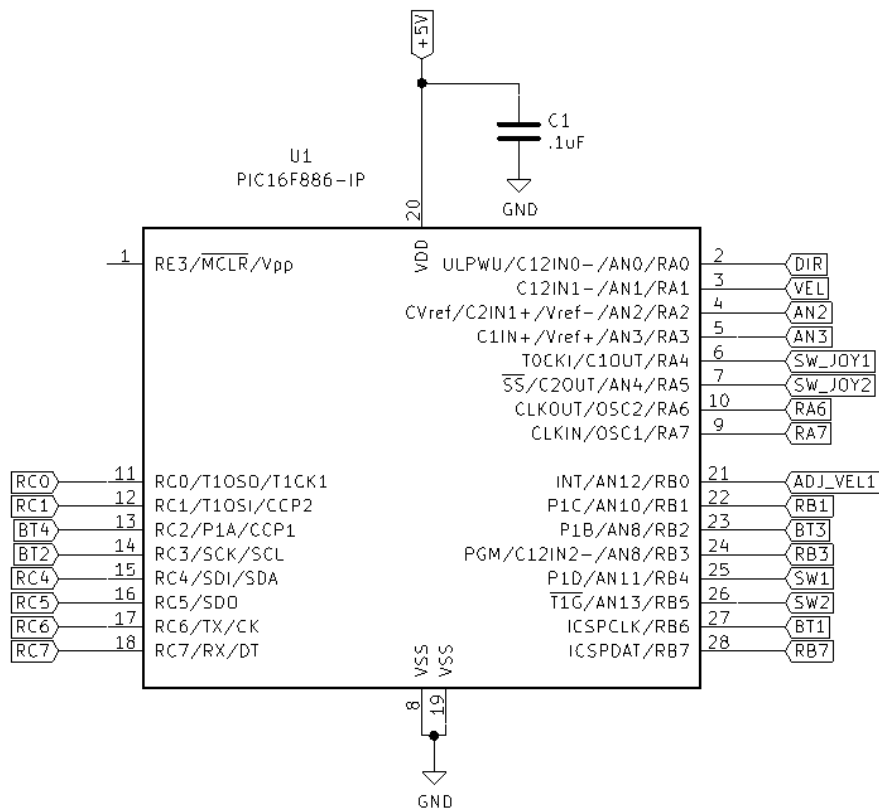 +5V
C1
.1uF
GND
U1
PIC16F886-IP
20
VDD
1 RE3/MCLR/Vpp
ULPWU/C12IN0-/AN0/RA0 2 DIR
C12IN1-/AN1/RA1 3 VEL
CVref/C2IN1+/Vref-/AN2/RA2 4 AN2
C1IN+/Vref+/AN3/RA3 5 AN3
T0CKI/C1OUT/RA4 6 SW_JOY1
SS/C2OUT/AN4/RA5 7 SW_JOY2
CLKOUT/OSC2/RA6 10 RA6
CLKIN/OSC1/RA7 9 RA7
RC0 11 RC0/T1OSO/T1CK1 INT/AN12/RB0 21 ADJ_VEL1
RC1 12 RC1/T1OSI/CCP2 P1C/AN10/RB1 22 RB1
BT4 13 RC2/P1A/CCP1 P1B/AN8/RB2 23 BT3
BT2 14 RC3/SCK/SCL PGM/C12IN2-/AN8/RB3 24 RB3
RC4 15 RC4/SDI/SDA P1D/AN11/RB4 25 SW1
RC5 16 RC5/SDO T1G/AN13/RB5 26 SW2
RC6 17 RC6/TX/CK ICSPCLK/RB6 27 BT1
RC7 18 RC7/RX/DT ICSPDAT/RB7 28 RB7
VSS VSS
8 19
GND